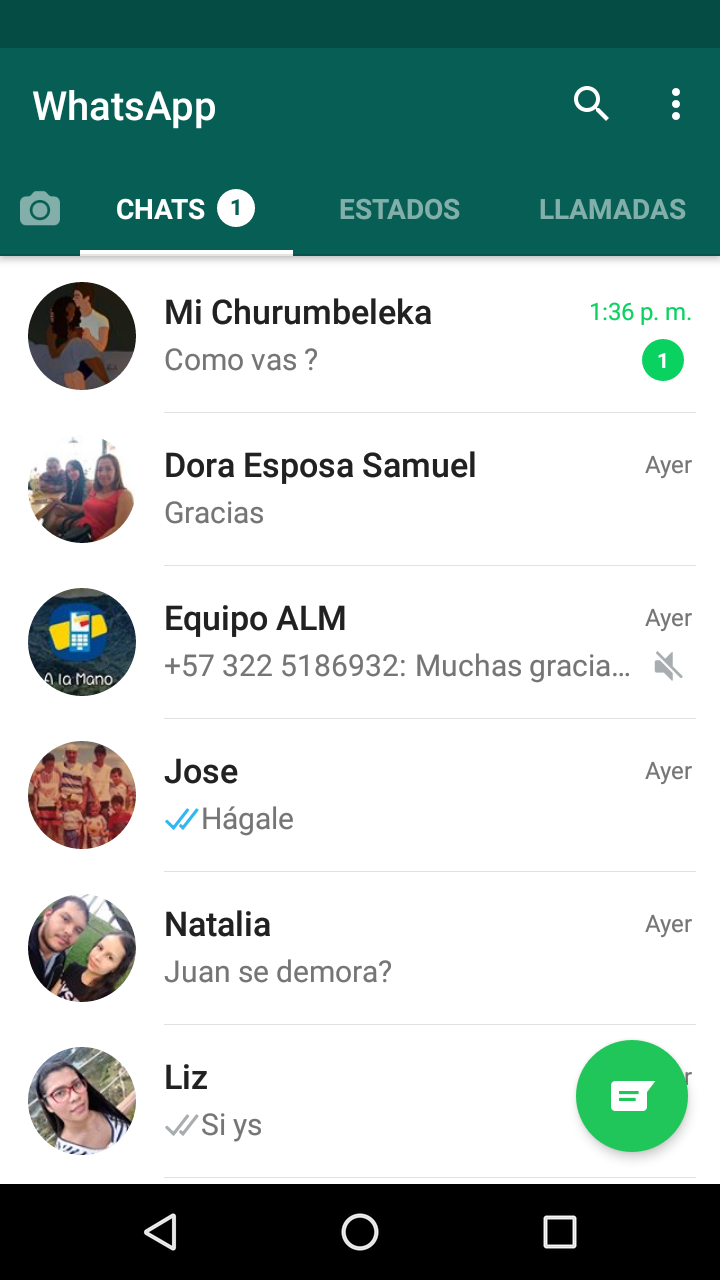 WhatsApp
CHATS 1 ESTADOS LLAMADAS
Mi Churumbeleka 1:36 p. m.
Como vas ? 1
Dora Esposa Samuel Ayer
Gracias
Equipo ALM Ayer
A la Mano +57 322 5186932: Muchas gracia...
Jose Ayer
Hágale
Natalia Ayer
Juan se demora?
Liz
Si ys